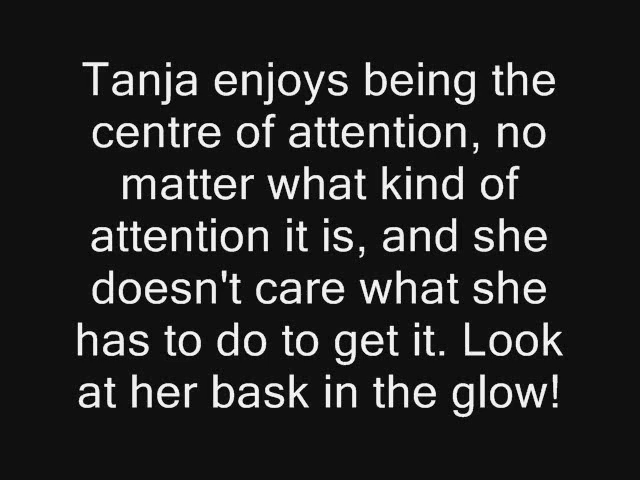 Tanja enjoys being the
centre of attention, no
matter what kind of
attention it is, and she
doesn't care what she
has to do to get it. Look
at her bask in the glow!